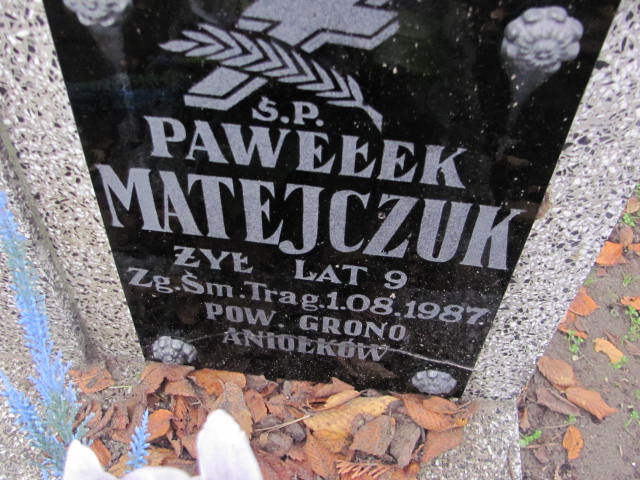 Ś.P.
PAWEŁEK
MATEJCZUK
ŻYŁ LAT 9
Zg.Śm.Trag.1.08.1987.
POW. GRONO
ANIOŁKÓW